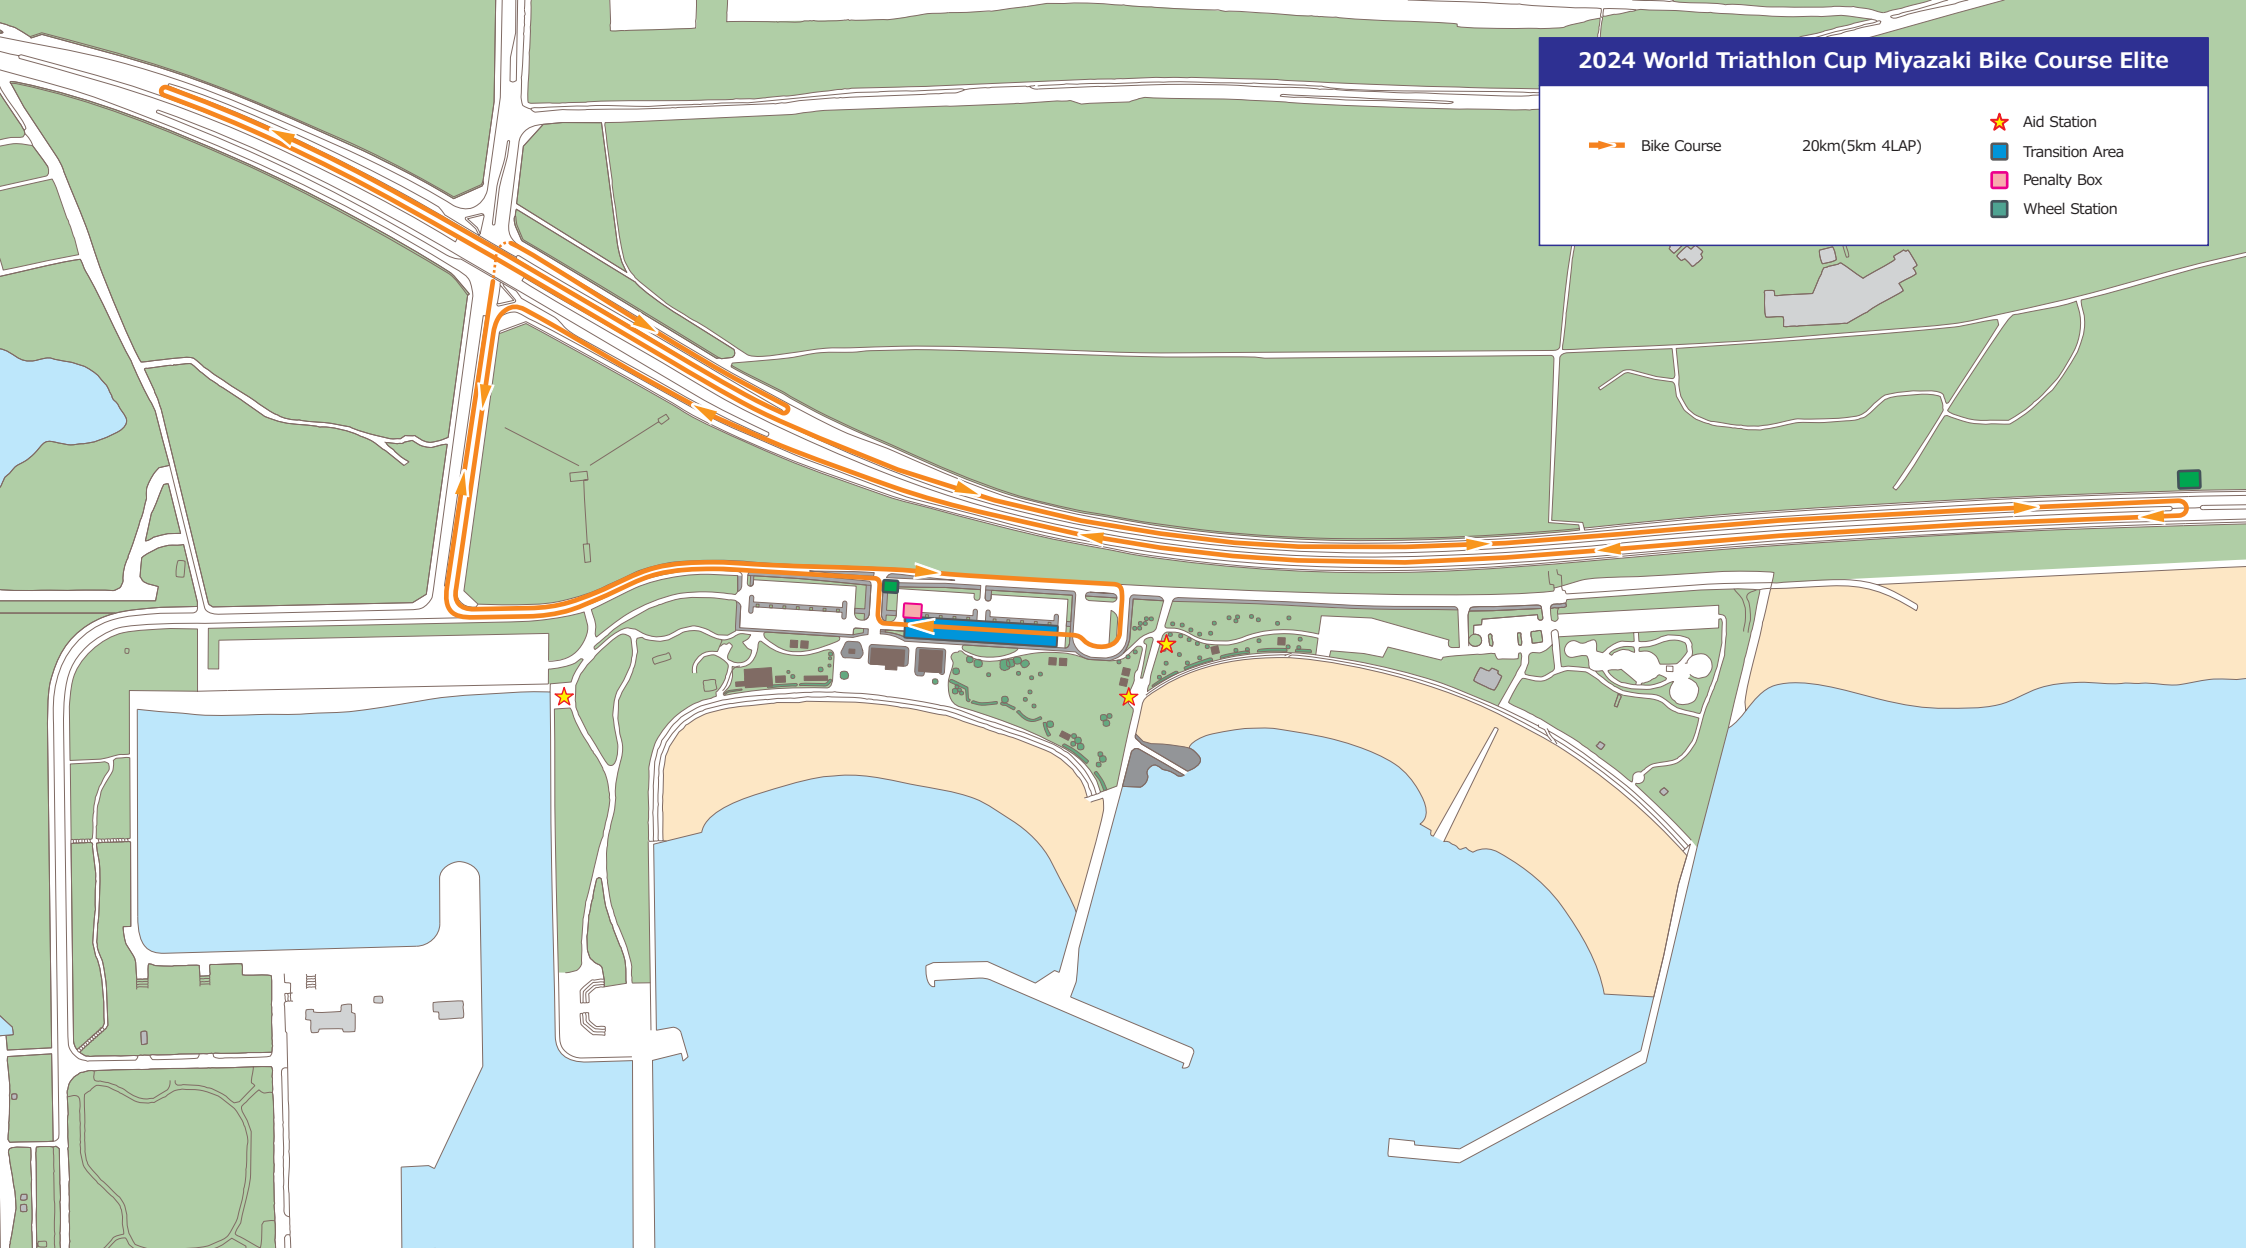 2024 World Triathlon Cup Miyazaki Bike Course Elite
Bike Course 20km(5km 4LAP)
Aid Station
Transition Area
Penalty Box
Wheel Station